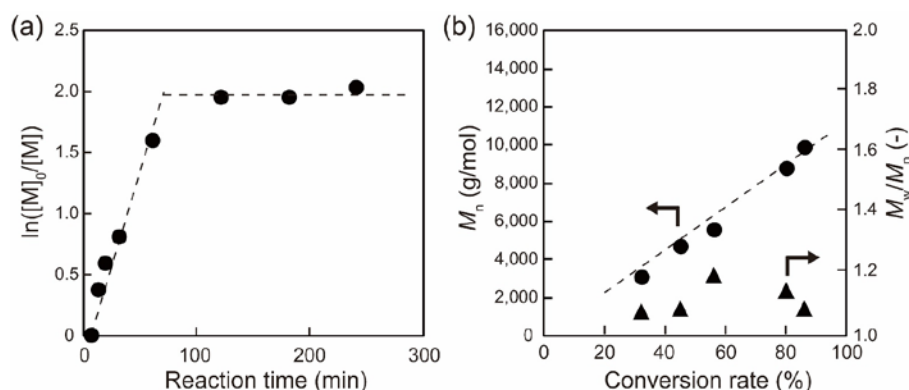 (a)
2.5
2.0
1.5
1.0
0.5
0
ln([M]0/[M])
0 100 200 300
Reaction time (min)
(b)
16,000
14,000
12,000
10,000
8,000
6,000
4,000
2,000
0
Mn (g/mol)
2.0
1.8
1.6
1.4
1.2
1.0
Mw/Mn (-)
0 20 40 60 80 100
Conversion rate (%)